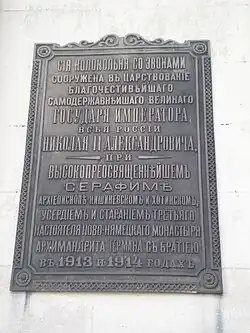 СІЯ КОЛОКОЛЬНЯ СО ЗВОНАМИ
СООРУЖЕНА ВЪ ЦАРСТВОВАНІЕ
БЛАГОЧЕСТИВѢЙШАГО
САМОДЕРЖАВНѢЙШАГО ВЕЛИКАГО
ГОСУДАРЯ ИМПЕРАТОРА
ВСЕЯ РОССІИ
НИКОЛАЯ II АЛЕКСАНДРОВИЧА,
ПРИ
ВЫСОКОПРЕОСВЯЩЕННѢЙШЕМЪ
СЕРАФИМѢ
АРХІЕПИСКОПѢ КИШИНЕВСКОМЪ И ХОТИНСКОМЪ,
УСЕРДІЕМЪ И СТАРАНІЕМЪ ТРЕТЬЯГО
НАСТОЯТЕЛЯ НОВО-НЯМЕЦКАГО МОНАСТЫРЯ
АРХИМАНДРИТА ГЕРМАНА СЪ БРАТІЕЮ
ВЪ 1913 И 1914 ГОДАХЪ